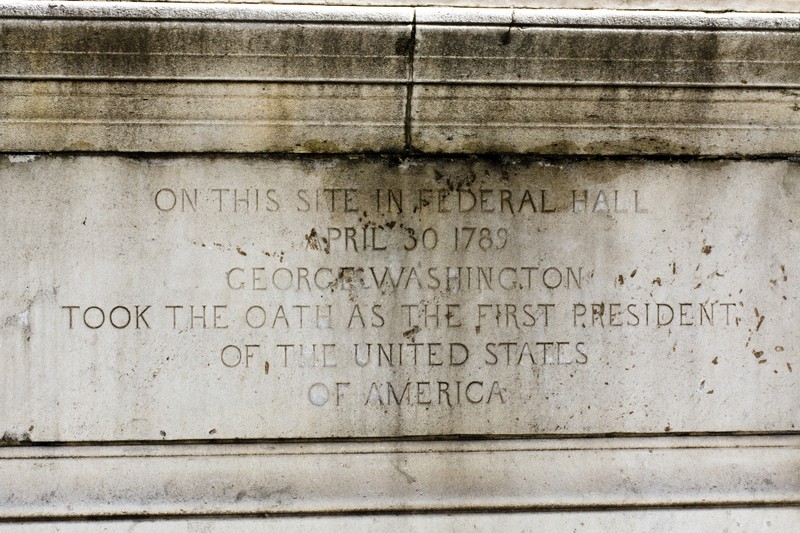 ON THIS SITE IN FEDERAL HALL
APRIL 30 1789
GEORGE WASHINGTON
TOOK THE OATH AS THE FIRST PRESIDENT
OF THE UNITED STATES
OF AMERICA